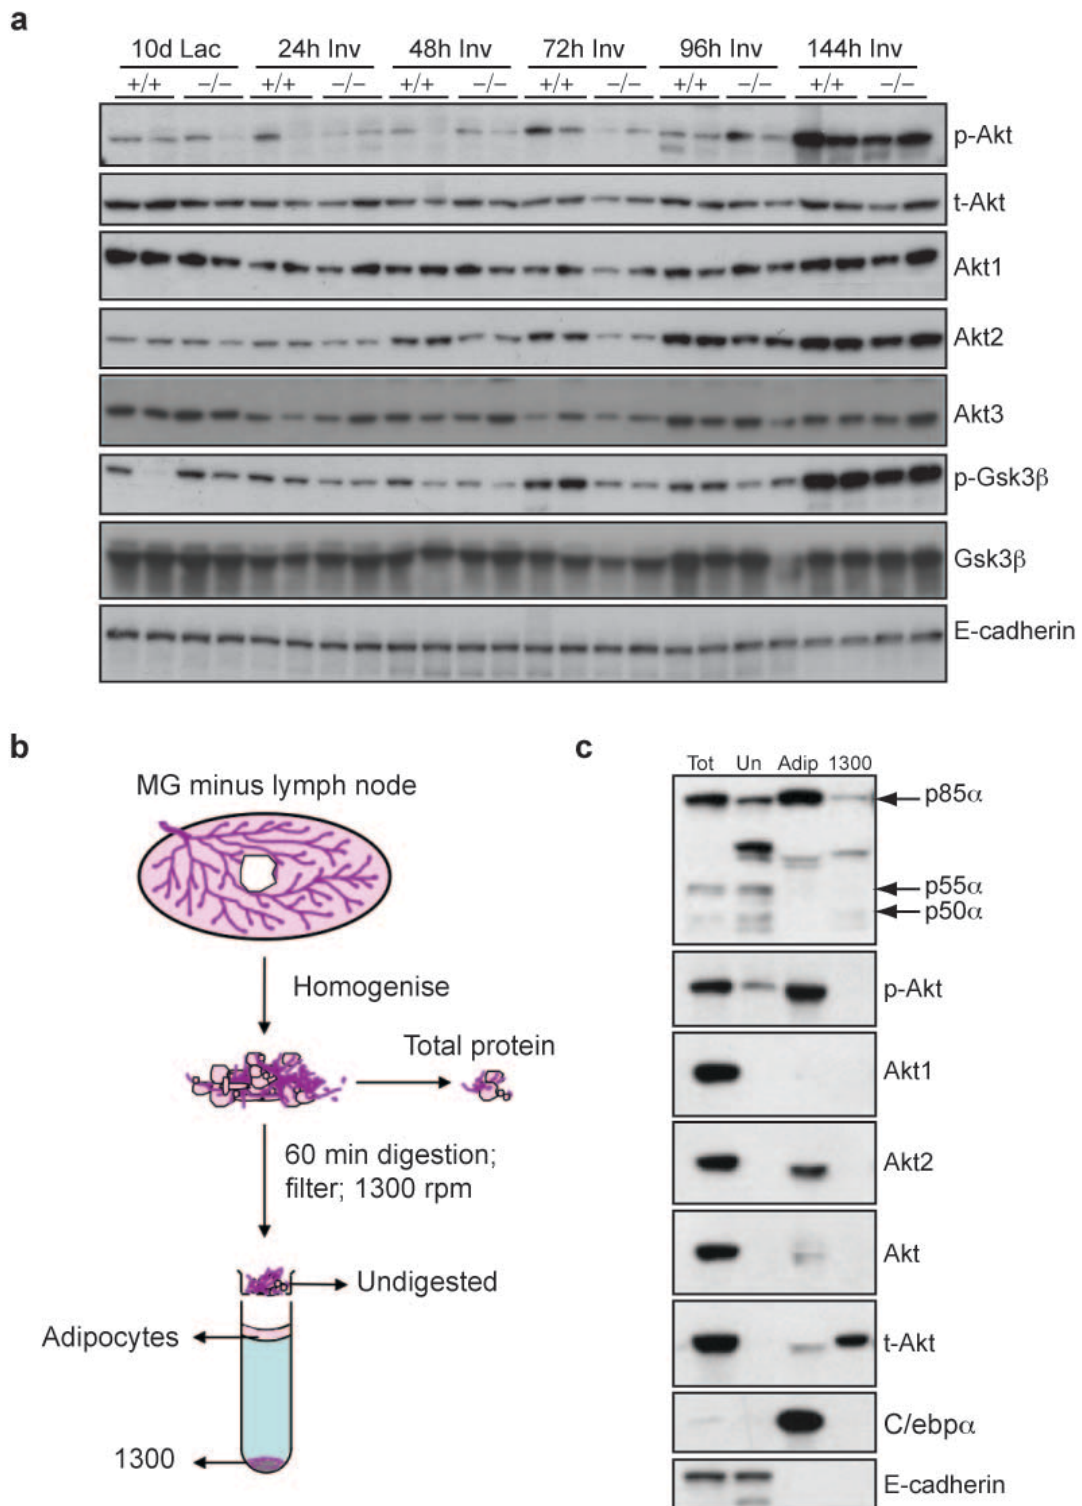 a
10d Lac 24h Inv 48h Inv 72h Inv 96h Inv 144h Inv
+/+ −/− +/+ −/− +/+ −/− +/+ −/− +/+ −/− +/+ −/−
p-Akt
t-Akt
Akt1
Akt2
Akt3
p-Gsk3β
Gsk3β
E-cadherin
b
MG minus lymph node
Homogenise
Total protein
60 min digestion;
filter; 1300 rpm
Undigested
Adipocytes
1300
c
Tot Un Adip 1300
p85α
p55α
p50α
p-Akt
Akt1
Akt2
Akt
t-Akt
C/ebpα
E-cadherin